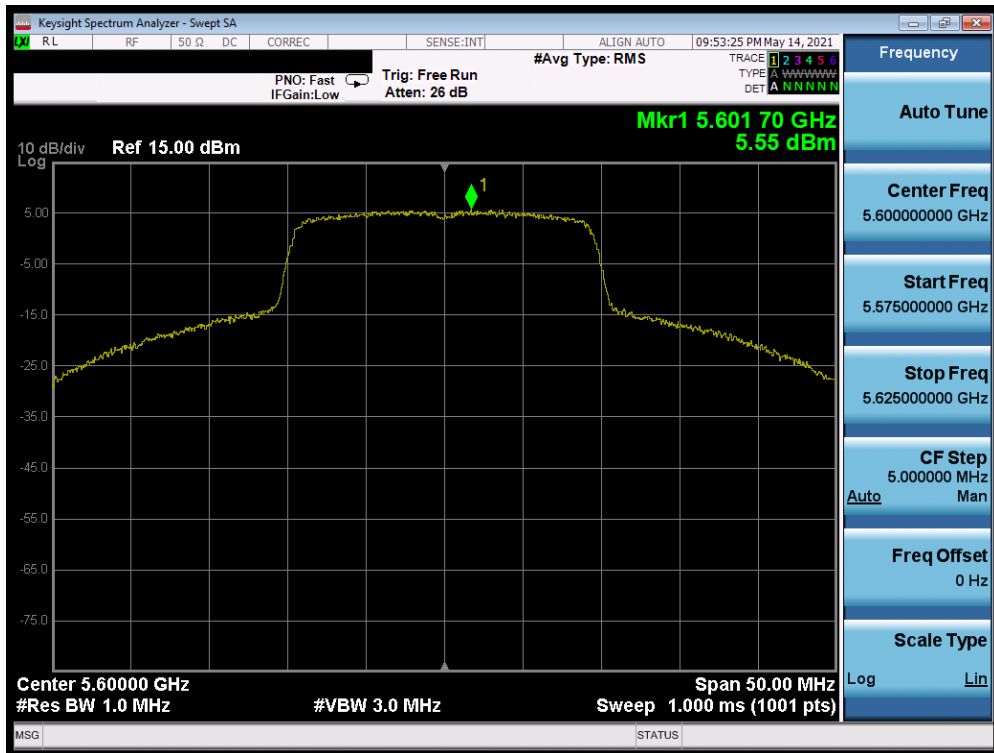 Keysight Spectrum Analyzer - Swept SA
LXI RL RF 50 Ω DC CORREC SENSE:INT ALIGN AUTO 09:53:25 PM May 14, 2021
#Avg Type: RMS
TRACE 1 2 3 4 5 6
PNO: Fast Trig: Free Run
TYPE A WWWWW
IFGain:Low Atten: 26 dB
DET A N N N N N
Mkr1 5.601 70 GHz
10 dB/div Ref 15.00 dBm 5.55 dBm
Log
1
5.00
-5.00
-15.0
-25.0
-35.0
-45.0
-55.0
-65.0
-75.0
Center 5.60000 GHz Span 50.00 MHz
#Res BW 1.0 MHz #VBW 3.0 MHz Sweep 1.000 ms (1001 pts)
MSG STATUS
Frequency
Auto Tune
Center Freq
5.600000000 GHz
Start Freq
5.575000000 GHz
Stop Freq
5.625000000 GHz
CF Step
5.000000 MHz
Auto Man
Freq Offset
0 Hz
Scale Type
Log Lin